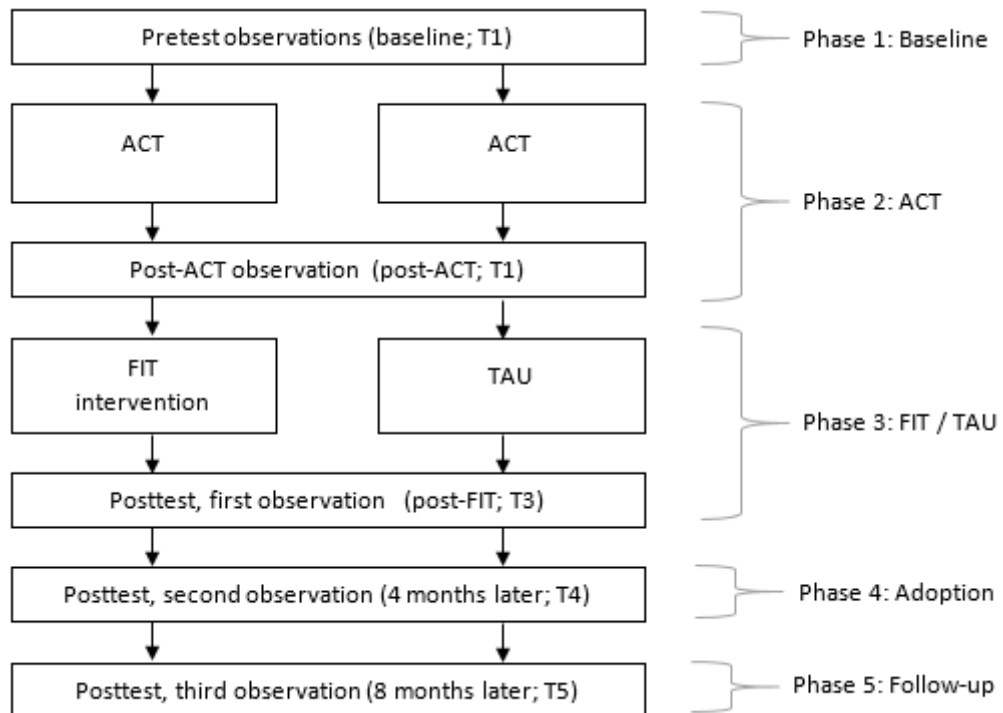 Pretest observations (baseline; T1)
Phase 1: Baseline
ACT
ACT
Phase 2: ACT
Post-ACT observation (post-ACT; T1)
FIT
intervention
TAU
Phase 3: FIT / TAU
Posttest, first observation (post-FIT; T3)
Posttest, second observation (4 months later; T4)
Phase 4: Adoption
Posttest, third observation (8 months later; T5)
Phase 5: Follow-up